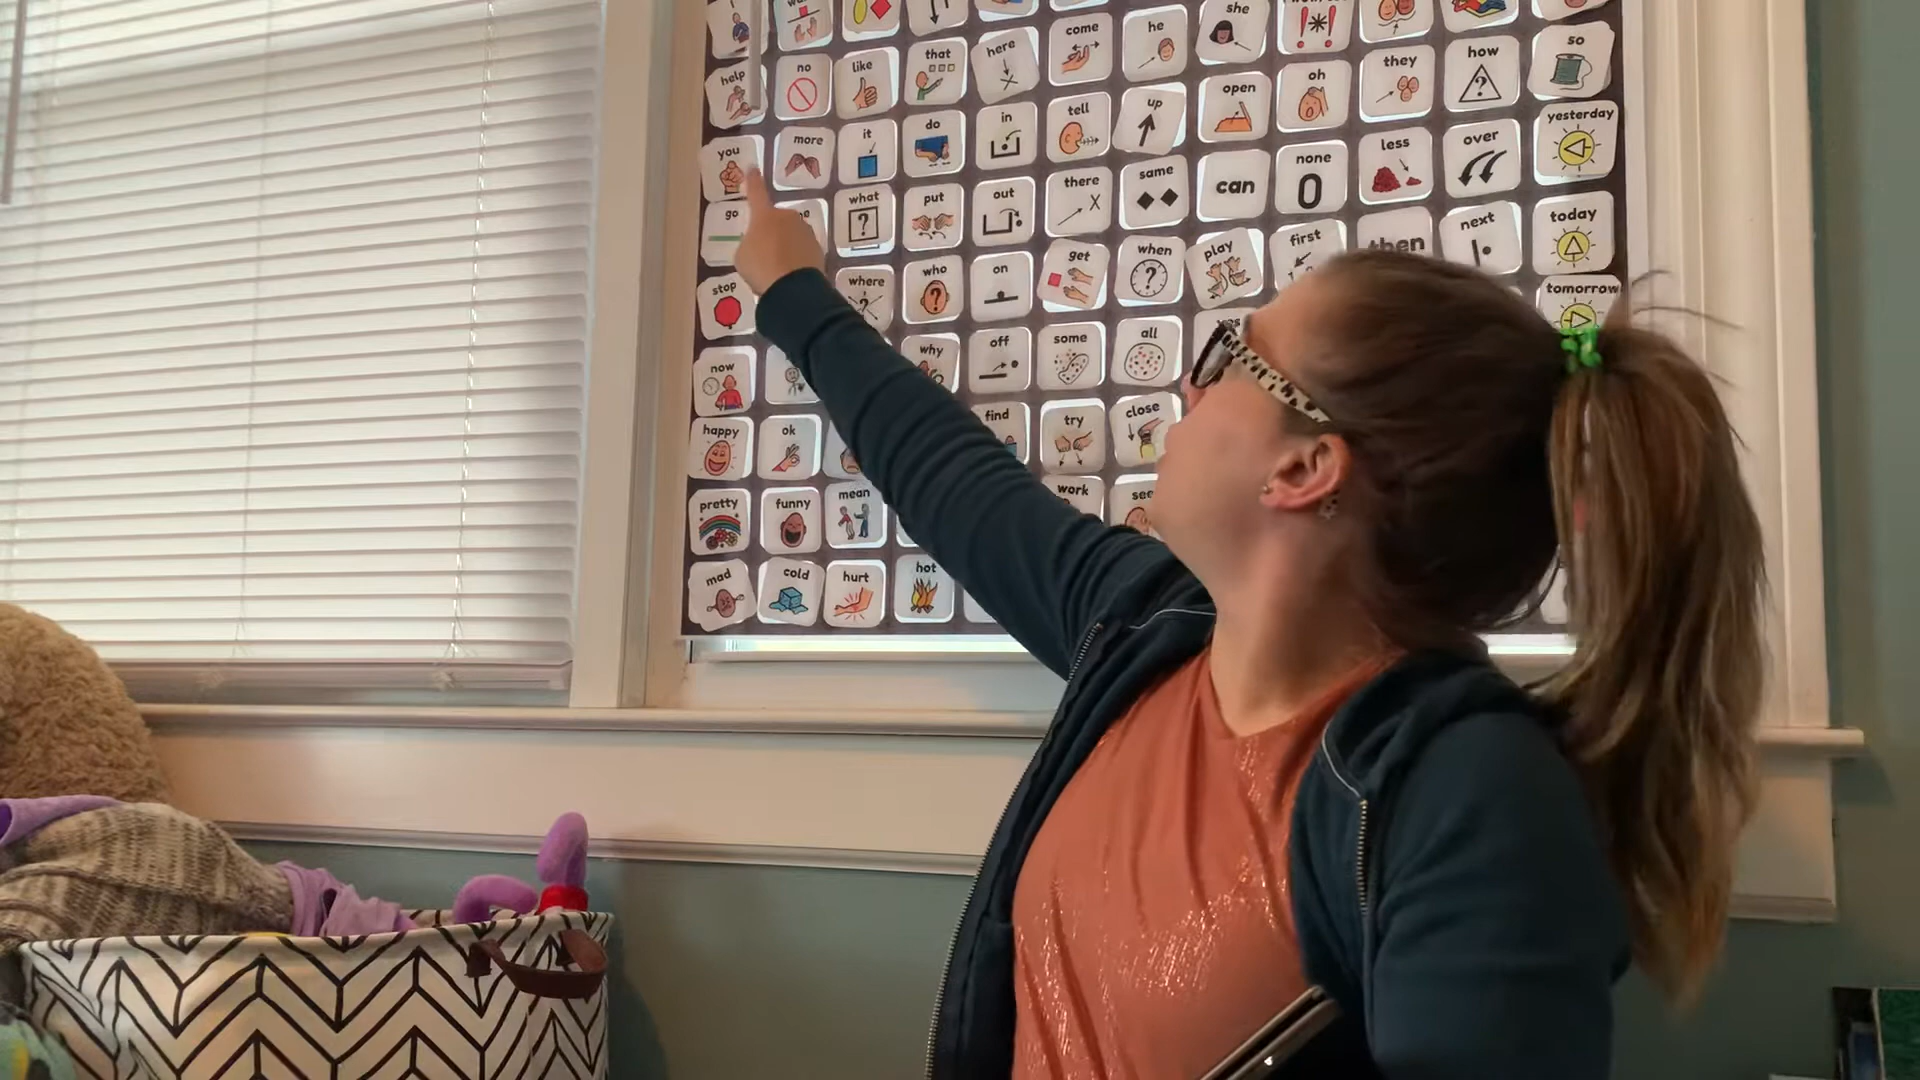 she
help no like that here come he oh they how so
you more it do in tell up open less over yesterday
go what put out there same can none next today
stop where who on get when play first then tomorrow
now why off some all
happy ok find try close
pretty funny mean work see
mad cold hurt hot